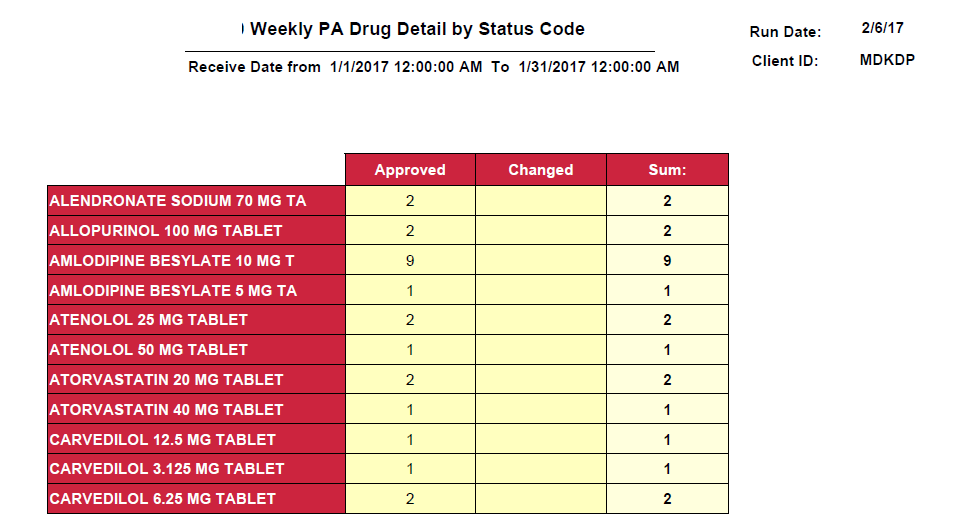 Weekly PA Drug Detail by Status Code
Run Date: 2/6/17
Receive Date from 1/1/2017 12:00:00 AM To 1/31/2017 12:00:00 AM
Client ID: MDKDP
Approved Changed Sum:
ALENDRONATE SODIUM 70 MG TA 2 2
ALLOPURINOL 100 MG TABLET 2 2
AMLODIPINE BESYLATE 10 MG T 9 9
AMLODIPINE BESYLATE 5 MG TA 1 1
ATENOLOL 25 MG TABLET 2 2
ATENOLOL 50 MG TABLET 1 1
ATORVASTATIN 20 MG TABLET 2 2
ATORVASTATIN 40 MG TABLET 1 1
CARVEDILOL 12.5 MG TABLET 1 1
CARVEDILOL 3.125 MG TABLET 1 1
CARVEDILOL 6.25 MG TABLET 2 2